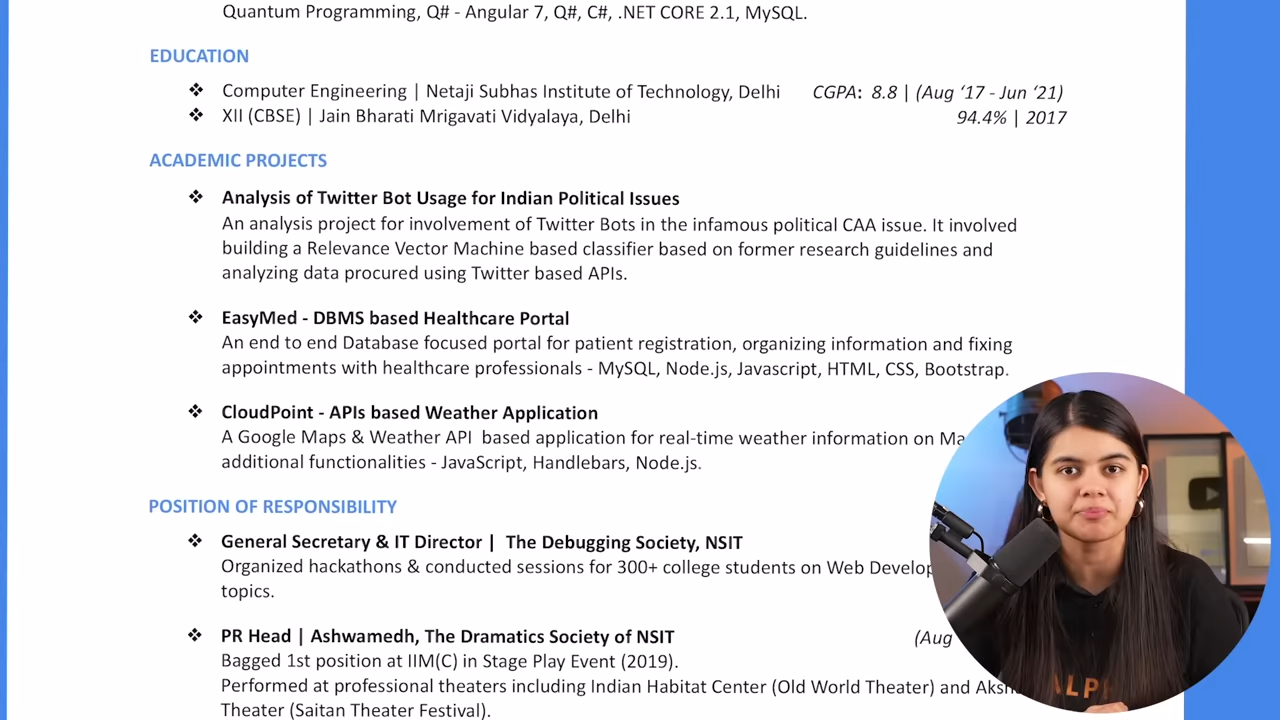 Quantum Programming, Q# - Angular 7, Q#, C#, .NET CORE 2.1, MySQL.
EDUCATION
❖ Computer Engineering | Netaji Subhas Institute of Technology, Delhi CGPA: 8.8 | (Aug ‘17 - Jun ‘21)
❖ XII (CBSE) | Jain Bharati Mrigavati Vidyalaya, Delhi 94.4% | 2017
ACADEMIC PROJECTS
❖ Analysis of Twitter Bot Usage for Indian Political Issues
An analysis project for involvement of Twitter Bots in the infamous political CAA issue. It involved
building a Relevance Vector Machine based classifier based on former research guidelines and
analyzing data procured using Twitter based APIs.
❖ EasyMed - DBMS based Healthcare Portal
An end to end Database focused portal for patient registration, organizing information and fixing
appointments with healthcare professionals - MySQL, Node.js, Javascript, HTML, CSS, Bootstrap.
❖ CloudPoint - APIs based Weather Application
A Google Maps & Weather API based application for real-time weather information on
additional functionalities - JavaScript, Handlebars, Node.js.
POSITION OF RESPONSIBILITY
❖ General Secretary & IT Director | The Debugging Society, NSIT
Organized hackathons & conducted sessions for 300+ college students on Web
topics.
❖ PR Head | Ashwamedh, The Dramatics Society of NSIT (Aug
Bagged 1st position at IIM(C) in Stage Play Event (2019).
Performed at professional theaters including Indian Habitat Center (Old World Theater) and
Theater (Saitan Theater Festival).